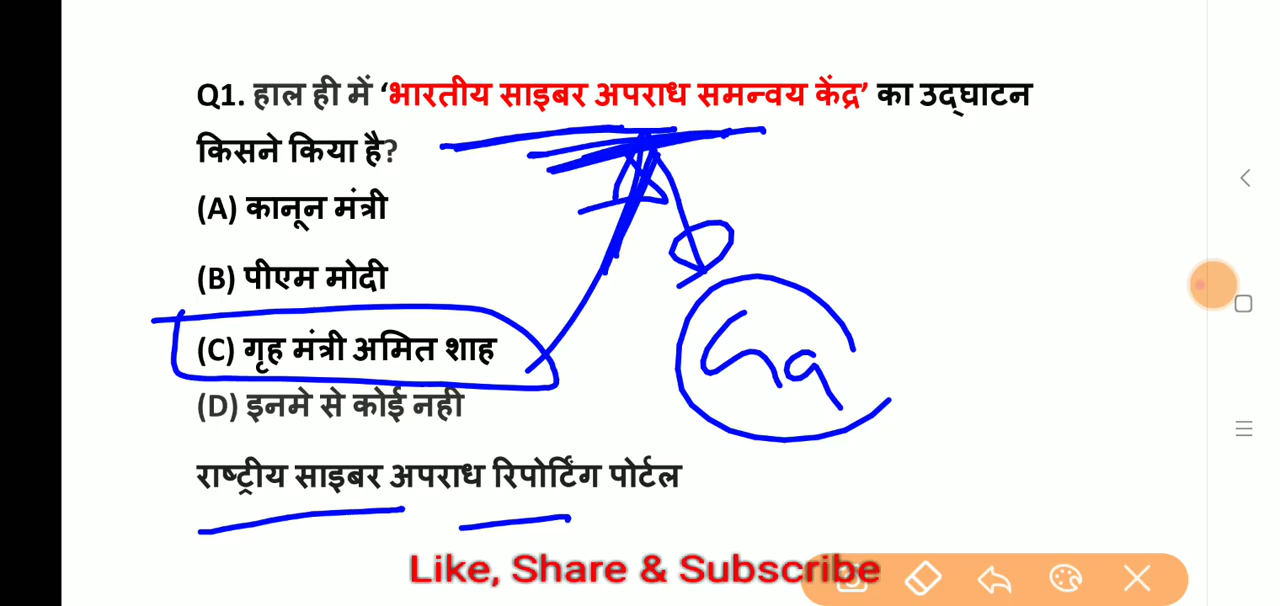 Q1. हाल ही में ‘भारतीय साइबर अपराध समन्वय केंद्र’ का उद्घाटन
किसने किया है?
(A) कानून मंत्री
(B) पीएम मोदी
(C) गृह मंत्री अमित शाह
(D) इनमे से कोई नही
राष्ट्रीय साइबर अपराध रिपोर्टिंग पोर्टल
Like, Share & Subscribe